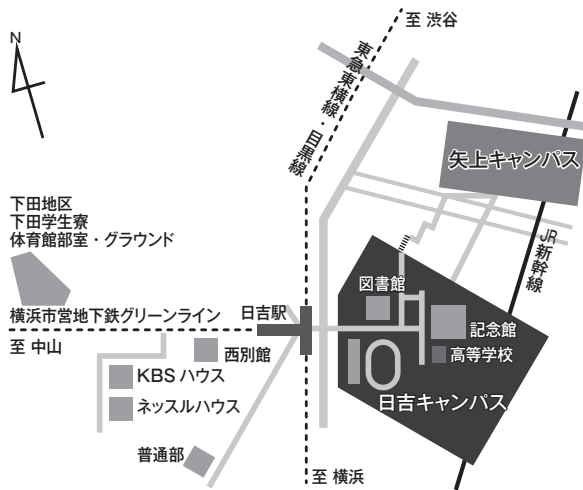 N
至 渋谷
東急東横線・目黒線
矢上キャンパス
下田地区
下田学生寮
体育館部室・グラウンド
JR新幹線
図書館
横浜市営地下鉄グリーンライン
日吉駅
記念館
至 中山
西別館
高等学校
KBS ハウス
日吉キャンパス
ネッスルハウス
普通部
至 横浜